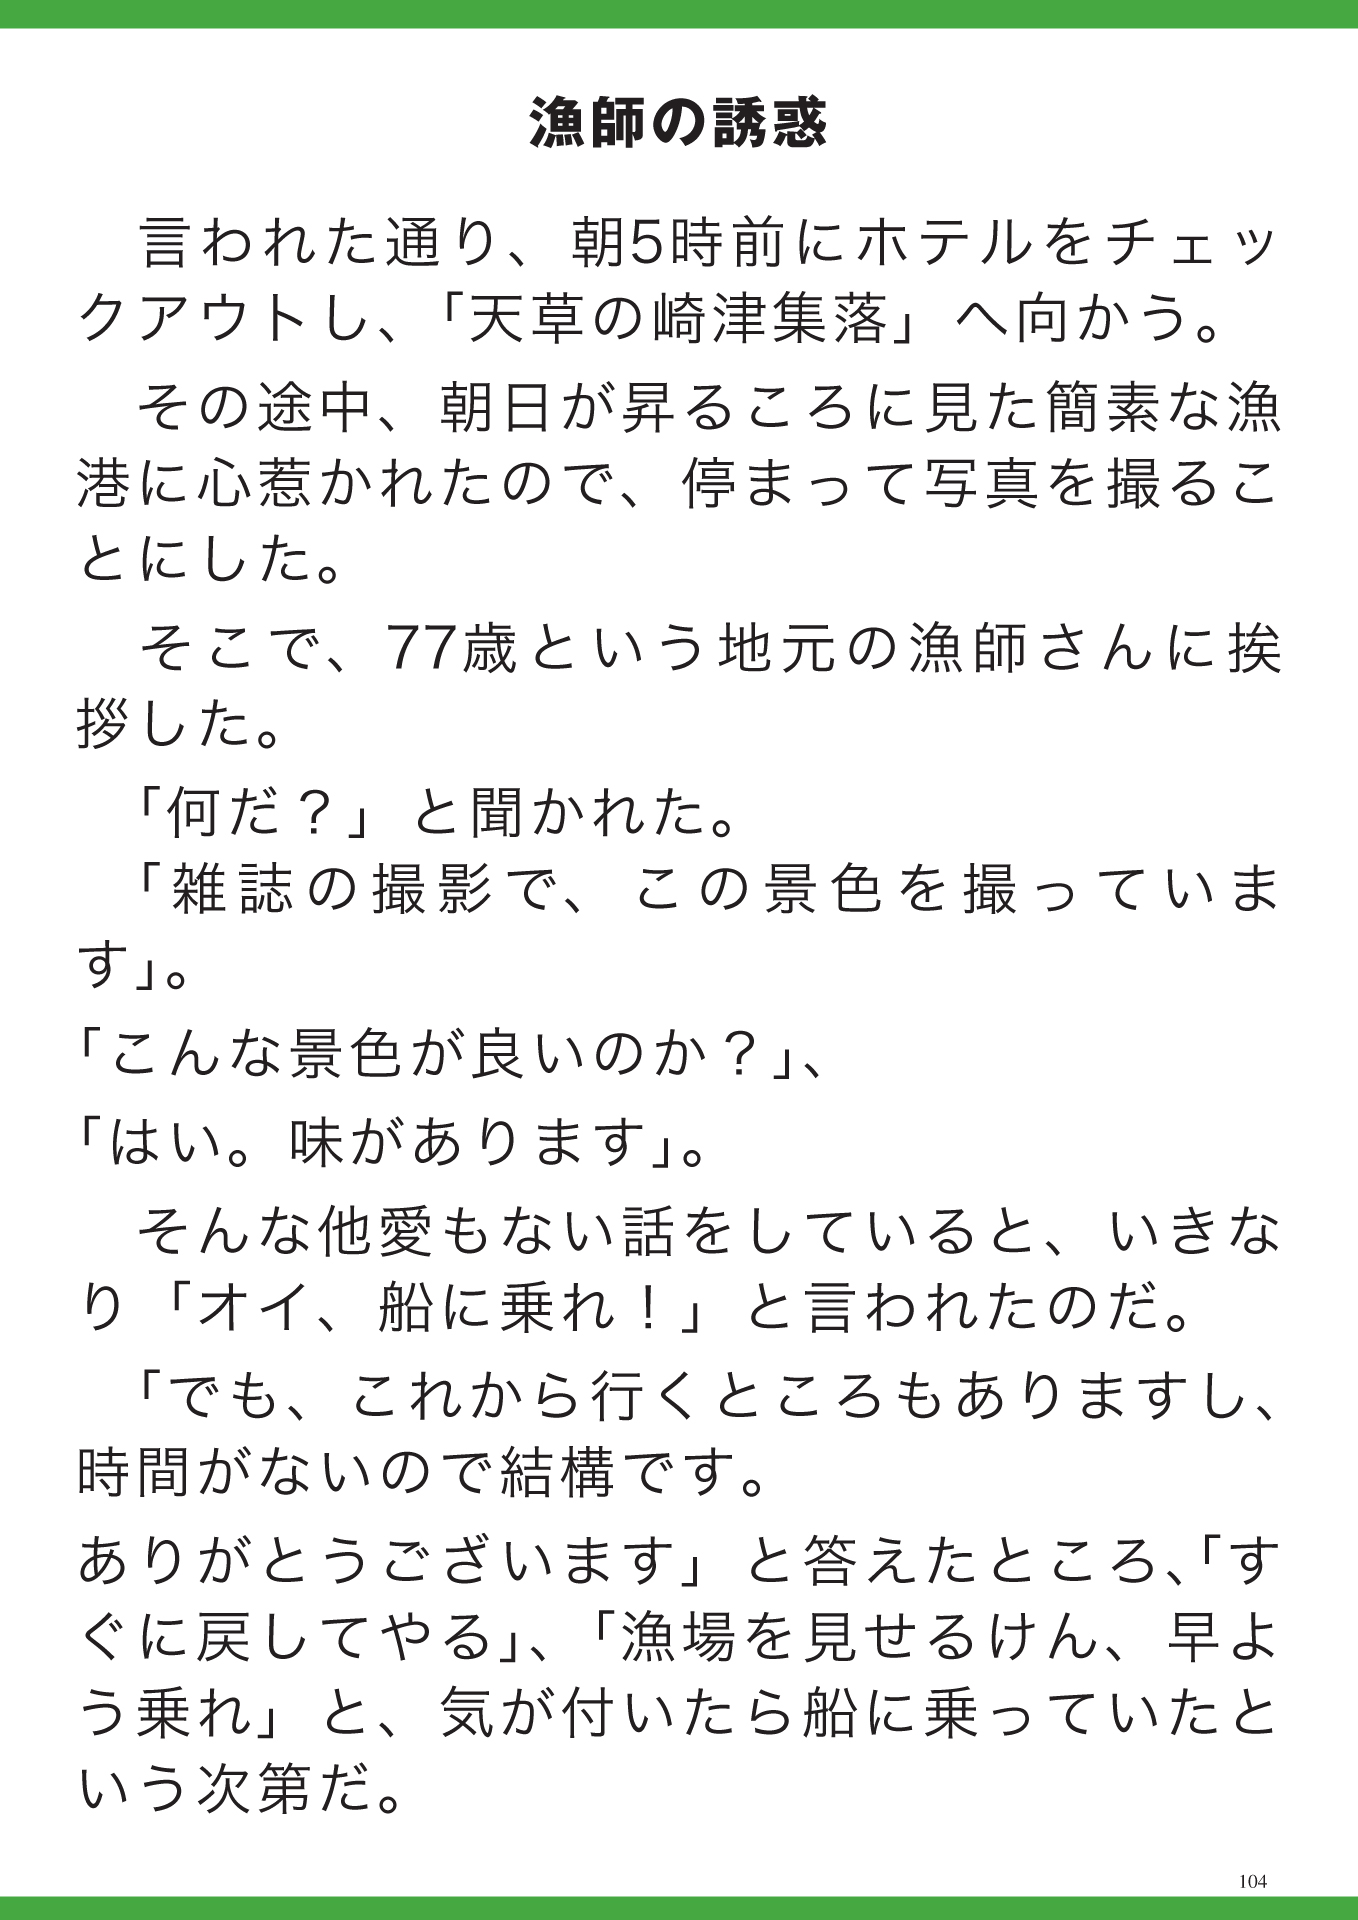 漁師の誘惑
　言われた通り、朝5時前にホテルをチェッ
クアウトし、「天草の崎津集落」へ向かう。
　その途中、朝日が昇るころに見た簡素な漁
港に心惹かれたので、停まって写真を撮るこ
とにした。
　そこで、77歳という地元の漁師さんに挨
拶した。
　「何だ？」と聞かれた。
　「雑誌の撮影で、この景色を撮っていま
す」。
「こんな景色が良いのか？」、
「はい。味があります」。
　そんな他愛もない話をしていると、いきな
り「オイ、船に乗れ！」と言われたのだ。
　「でも、これから行くところもありますし、
時間がないので結構です。
ありがとうございます」と答えたところ、「す
ぐに戻してやる」、「漁場を見せるけん、早よ
う乗れ」と、気が付いたら船に乗っていたと
いう次第だ。
104